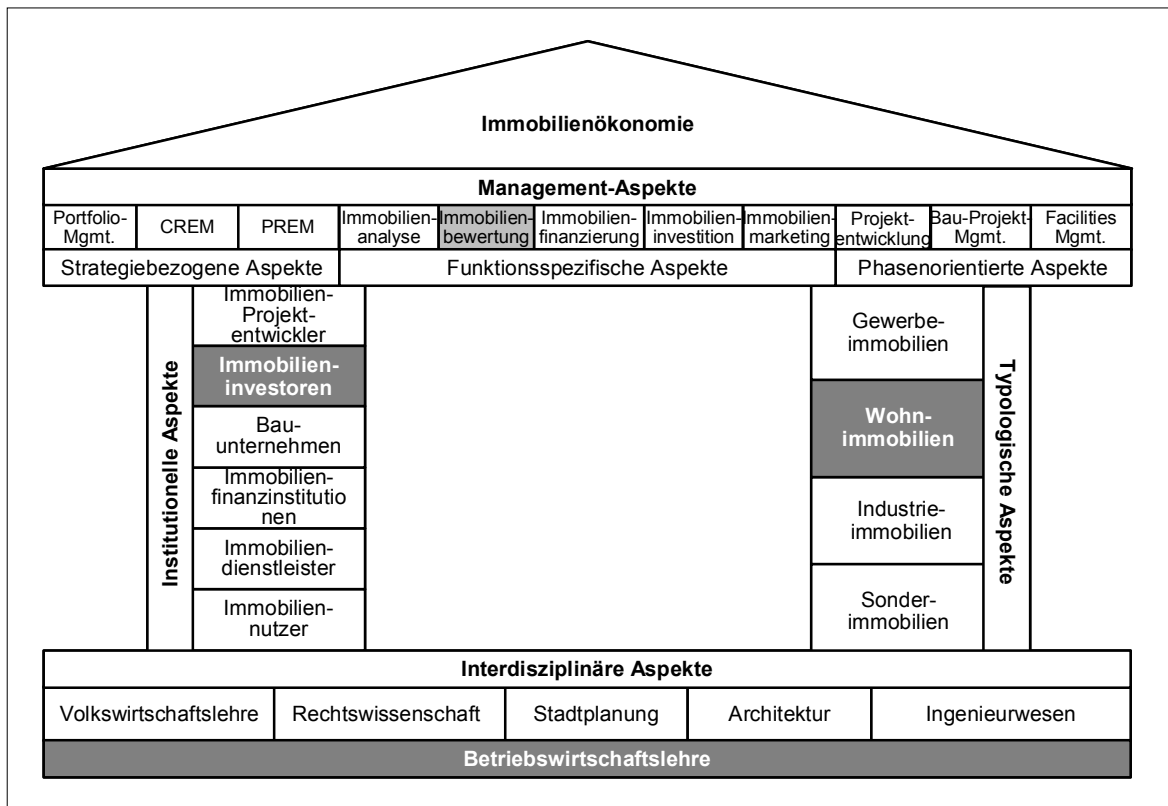 Immobilienökonomie
Management-Aspekte
Portfolio-
Mgmt.
CREM
PREM
Immobilien-
analyse
Immobilien-
bewertung
Immobilien-
finanzierung
Immobilien-
investition
Immobilien-
marketing
Projekt-
entwicklung
Bau-Projekt-
Mgmt.
Facilities
Mgmt.
Strategiebezogene Aspekte
Funktionsspezifische Aspekte
Phasenorientierte Aspekte
Institutionelle Aspekte
Immobilien-
Projekt-
entwickler
Immobilien-
investoren
Bau-
unternehmen
Immobilien-
finanzinstitutio
nen
Immobilien-
dienstleister
Immobilien-
nutzer
Gewerbe-
immobilien
Wohn-
immobilien
Industrie-
immobilien
Sonder-
immobilien
Typologische Aspekte
Interdisziplinäre Aspekte
Volkswirtschaftslehre
Rechtswissenschaft
Stadtplanung
Architektur
Ingenieurwesen
Betriebswirtschaftslehre